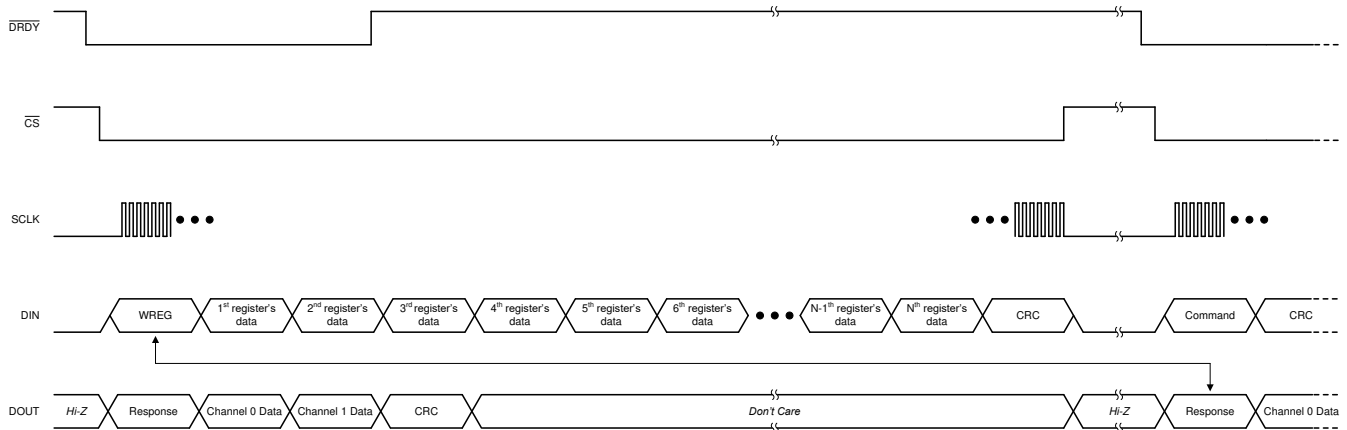 DRDY
CS
SCLK
DIN
WREG
1st register's
data
2nd register's
data
3rd register's
data
4th register's
data
5th register's
data
6th register's
data
N-1th register's
data
Nth register's
data
CRC
Command
CRC
DOUT
Hi-Z
Response
Channel 0 Data
Channel 1 Data
CRC
Don't Care
Hi-Z
Response
Channel 0 Data